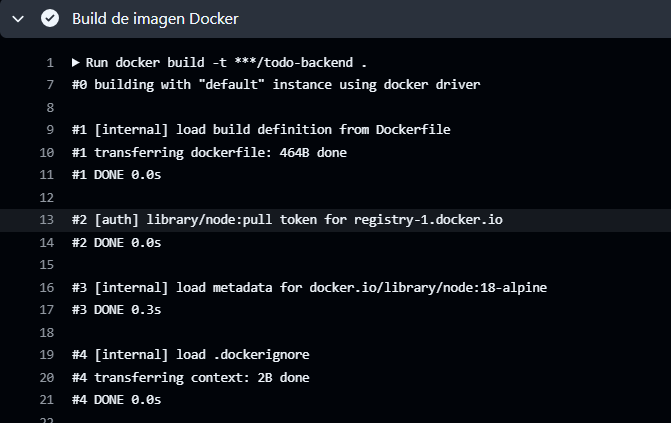 Build de imagen Docker
1 ▶ Run docker build -t ***/todo-backend .
7 #0 building with "default" instance using docker driver
8
9 #1 [internal] load build definition from Dockerfile
10 #1 transferring dockerfile: 464B done
11 #1 DONE 0.0s
12
13 #2 [auth] library/node:pull token for registry-1.docker.io
14 #2 DONE 0.0s
15
16 #3 [internal] load metadata for docker.io/library/node:18-alpine
17 #3 DONE 0.3s
18
19 #4 [internal] load .dockerignore
20 #4 transferring context: 2B done
21 #4 DONE 0.0s
22